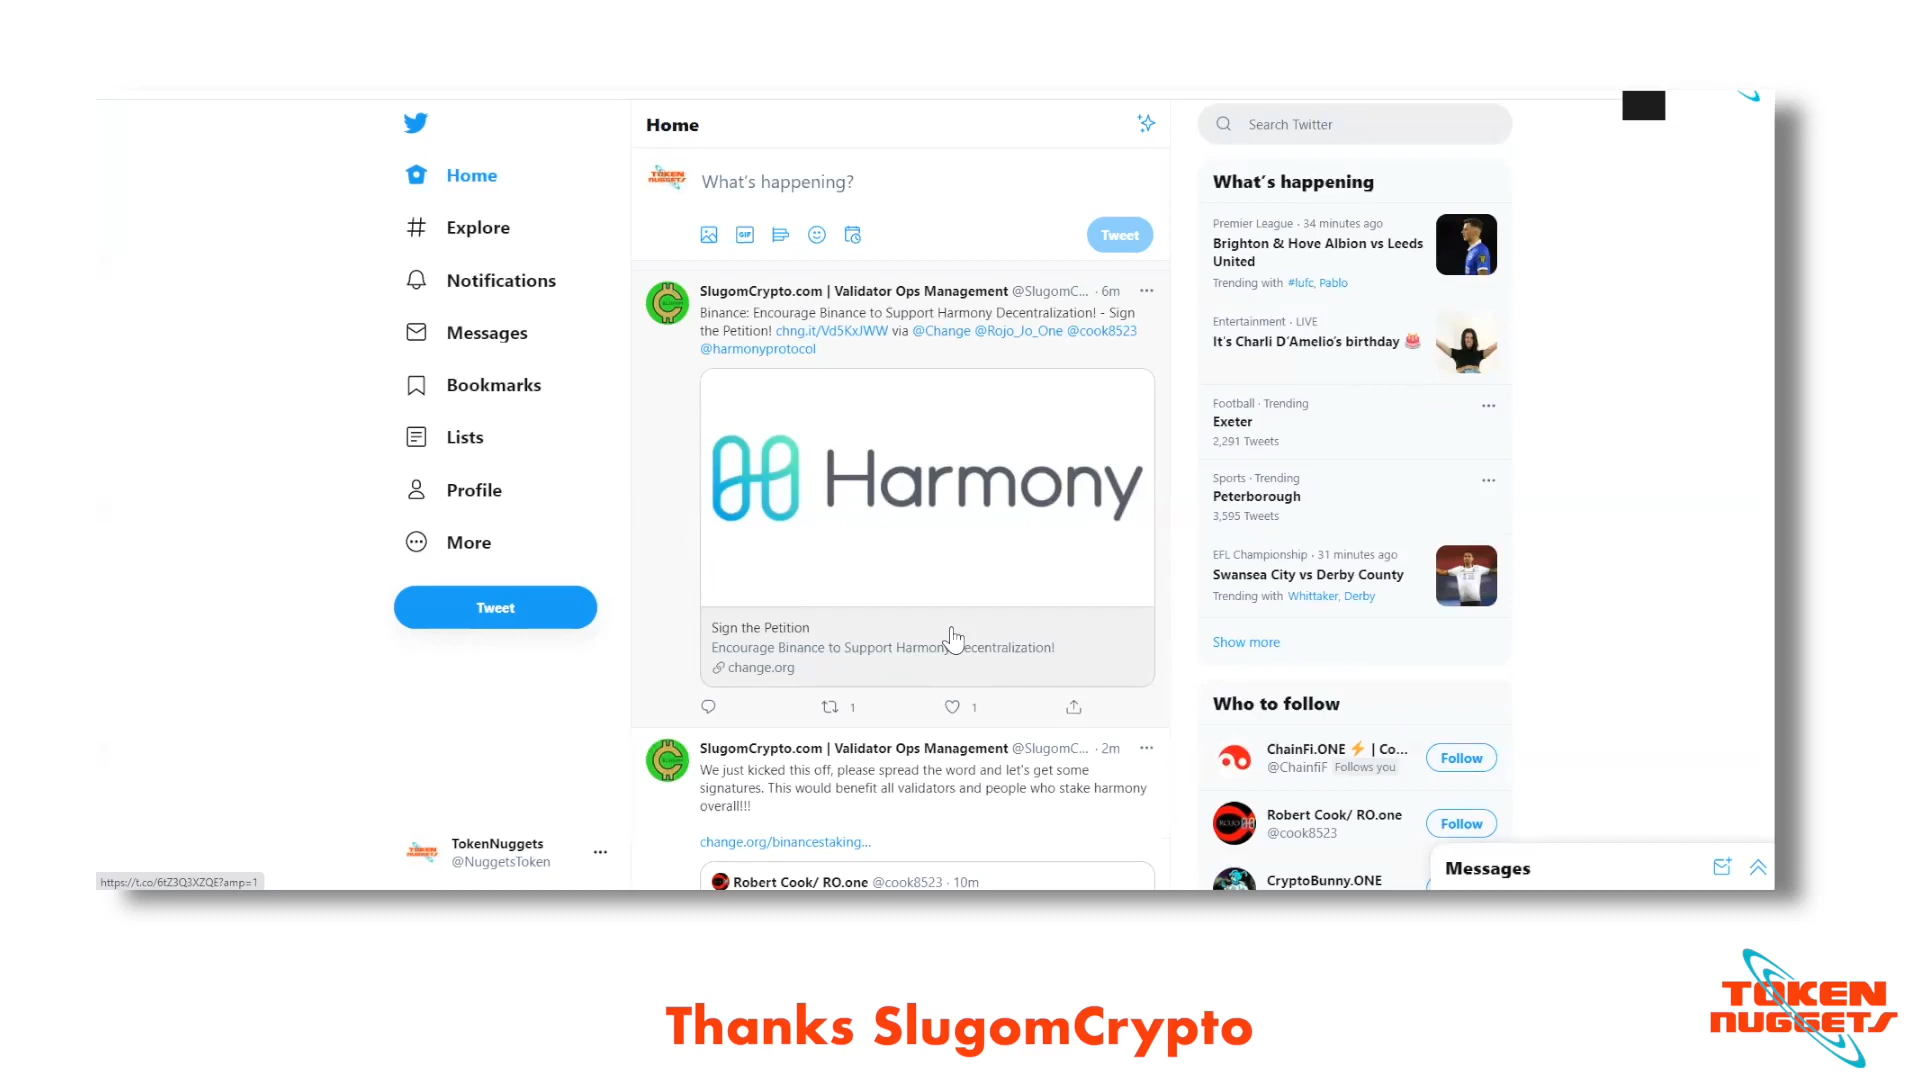 Home
Explore
Notifications
Messages
Bookmarks
Lists
Profile
More
Tweet
TokenNuggets
@NuggetsToken
https://t.co/6tZ3Q3XZQE?amp=1
Home
TOKEN
NUGGETS
What's happening?
GIF
Tweet
SlugomCrypto.com | Validator Ops Management @SlugomC... · 6m
Binance: Encourage Binance to Support Harmony Decentralization! - Sign
the Petition! chng.it/Vd5KxJWW via @Change @Rojo_Jo_One @cook8523
@harmonyprotocol
Harmony
Sign the Petition
Encourage Binance to Support Harmony Decentralization!
change.org
1
1
SlugomCrypto.com | Validator Ops Management @SlugomC... · 2m
We just kicked this off, please spread the word and let's get some
signatures. This would benefit all validators and people who stake harmony
overall!!!
change.org/binancestaking...
Robert Cook/ RO.one @cook8523 · 10m
Search Twitter
What's happening
Premier League · 34 minutes ago
Brighton & Hove Albion vs Leeds
United
Trending with #lufc, Pablo
Entertainment · LIVE
It's Charli D'Amelio's birthday 🎂
Football · Trending
Exeter
2,291 Tweets
Sports · Trending
Peterborough
3,595 Tweets
EFL Championship · 31 minutes ago
Swansea City vs Derby County
Trending with Whittaker, Derby
Show more
Who to follow
ChainFi.ONE ⚡ | Co...
@ChainfiF Follows you
Follow
Robert Cook/ RO.one
@cook8523
Follow
CryptoBunny.ONE
Messages
Thanks SlugomCrypto
TOKEN
NUGGETS